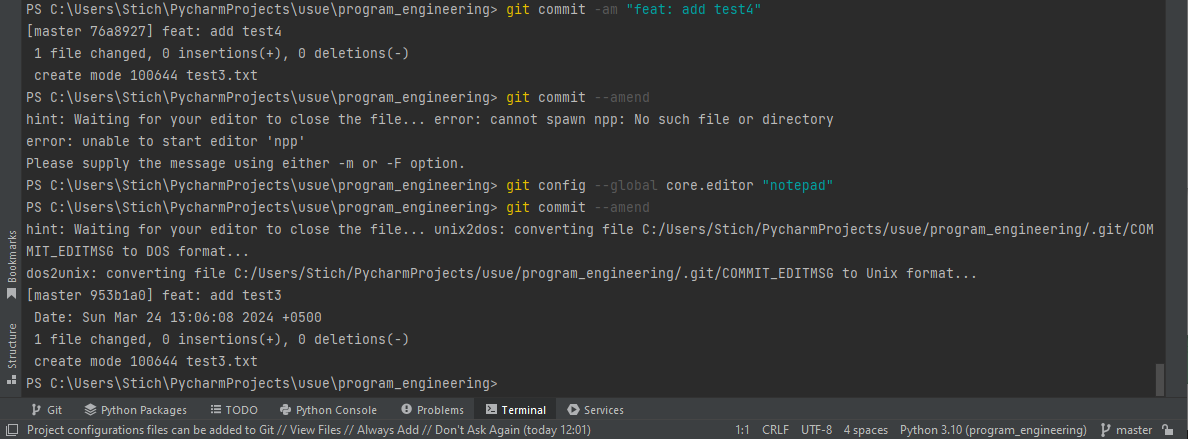 PS C:\Users\Stich\PycharmProjects\usue\program_engineering> git commit -am "feat: add test4"
[master 76a8927] feat: add test4
 1 file changed, 0 insertions(+), 0 deletions(-)
 create mode 100644 test3.txt
PS C:\Users\Stich\PycharmProjects\usue\program_engineering> git commit --amend
hint: Waiting for your editor to close the file... error: cannot spawn npp: No such file or directory
error: unable to start editor 'npp'
Please supply the message using either -m or -F option.
PS C:\Users\Stich\PycharmProjects\usue\program_engineering> git config --global core.editor "notepad"
PS C:\Users\Stich\PycharmProjects\usue\program_engineering> git commit --amend
hint: Waiting for your editor to close the file... unix2dos: converting file C:/Users/Stich/PycharmProjects/usue/program_engineering/.git/COM
MIT_EDITMSG to DOS format...
dos2unix: converting file C:/Users/Stich/PycharmProjects/usue/program_engineering/.git/COMMIT_EDITMSG to Unix format...
[master 953b1a0] feat: add test3
 Date: Sun Mar 24 13:06:08 2024 +0500
 1 file changed, 0 insertions(+), 0 deletions(-)
 create mode 100644 test3.txt
PS C:\Users\Stich\PycharmProjects\usue\program_engineering>
Bookmarks
Structure
Git Python Packages TODO Python Console Problems Terminal Services
Project configurations files can be added to Git // View Files // Always Add // Don't Ask Again (today 12:01) 1:1 CRLF UTF-8 4 spaces Python 3.10 (program_engineering) master